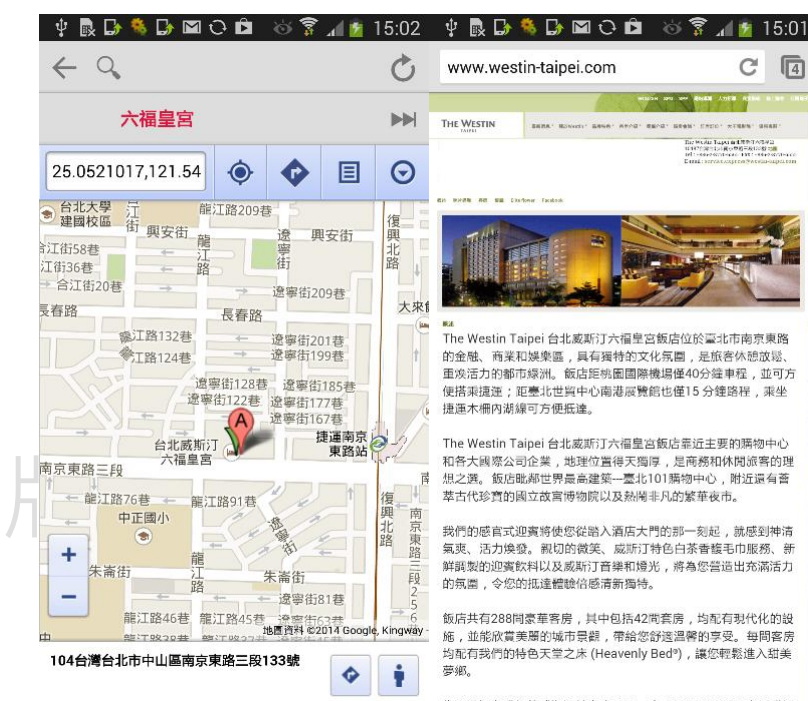 15:02
六福皇宮
25.0521017,121.54
台北大學
建國校區
江街58巷
江街36巷
合江街20巷
龍江路209巷
興安街
龍江路
遼寧街
興安街
復興北路
遼寧街209巷
長春路
長春路
龍江路132巷
龍江路124巷
遼寧街201巷
遼寧街199巷
遼寧街128巷
遼寧街185巷
遼寧街122巷
遼寧街177巷
遼寧街167巷
A
台北威斯汀
六福皇宮
捷運南京
東路站
南京東路三段
龍江路76巷
龍江路91巷
中正國小
遼寧街
復興北路
朱崙街
龍江路
朱崙街
遼寧街81巷
龍江路46巷
龍江路45巷
遼寧街63巷
+
−
地圖資料 ©2014 Google, Kingway
104台灣台北市中山區南京東路三段133號
15:01
www.westin-taipei.com
4
THE WESTIN
TAIPEI
The Westin Taipei 台北威斯汀六福皇宮飯店位於臺北市南京東路
的金融、商業和娛樂區，具有獨特的文化氛圍，是旅客休憩放鬆、
重煥活力的都市綠洲。飯店距桃園國際機場僅40分鐘車程，並可方
便搭乘捷運；距臺北世貿中心南港展覽館也僅15 分鐘路程，乘坐
捷運木柵內湖線可方便抵達。
The Westin Taipei 台北威斯汀六福皇宮飯店靠近主要的購物中心
和各大國際公司企業，地理位置得天獨厚，是商務和休閒旅客的理
想之選。飯店毗鄰世界最高建築─臺北101購物中心，附近還有薈
萃古代珍寶的國立故宮博物院以及熱鬧非凡的繁華夜市。
我們的感官式迎賓將使您從踏入酒店大門的那一刻起，就感到神清
氣爽、活力煥發。親切的微笑、威斯汀特色白茶香馥毛巾服務、新
鮮調製的迎賓飲料以及威斯汀音樂和燈光，將為您營造出充滿活力
的氛圍，令您的抵達體驗倍感清新獨特。
飯店共有288間豪華客房，其中包括42間套房，均配有現代化的設
施，並能欣賞美麗的城市景觀，帶給您舒適溫馨的享受。每間客房
均配有我們的特色天堂之床 (Heavenly Bed®)，讓您輕鬆進入甜美
夢鄉。